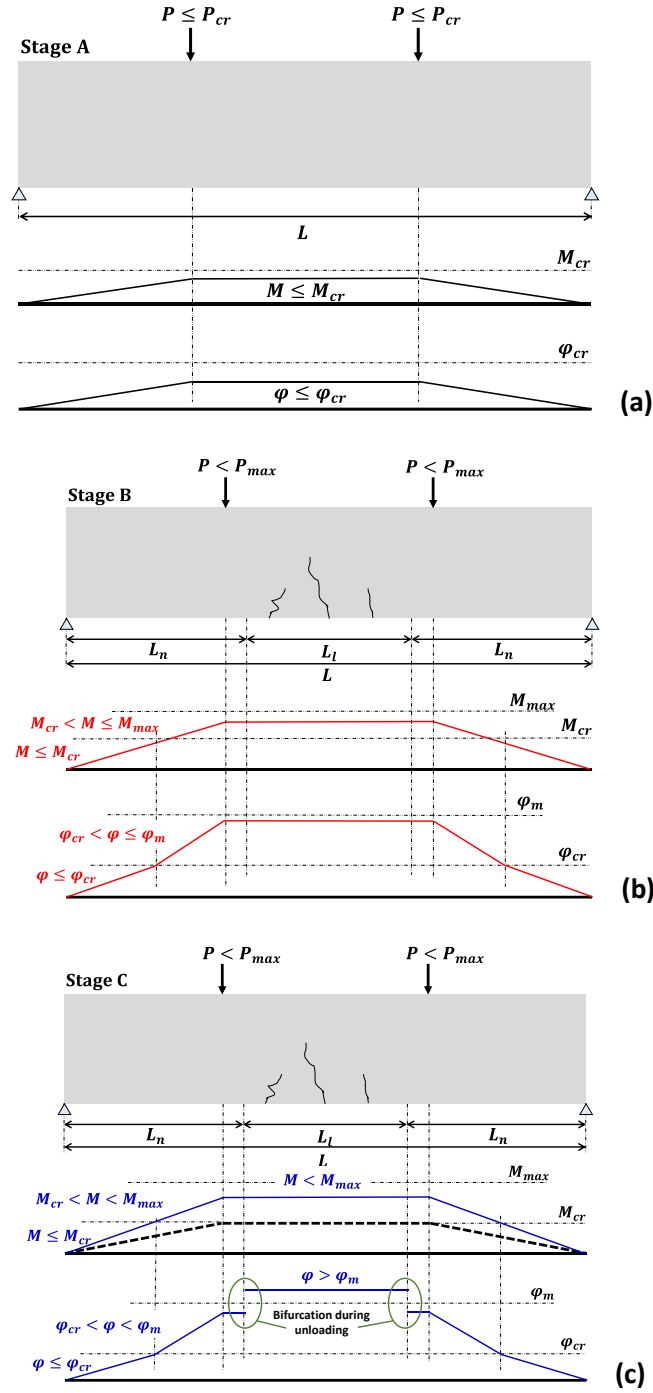 P ≤ P_cr P ≤ P_cr
Stage A
L
M_cr
M ≤ M_cr
φ_cr
φ ≤ φ_cr
(a)
P < P_max P < P_max
Stage B
L_n L_l L_n
L
M_max
M_cr < M ≤ M_max M_cr
M ≤ M_cr
φ_m
φ_cr < φ ≤ φ_m
φ_cr
φ ≤ φ_cr
(b)
P < P_max P < P_max
Stage C
L_n L_l L_n
L
M < M_max M_max
M_cr < M < M_max
M_cr
M ≤ M_cr
φ > φ_m
φ_m
Bifurcation during
unloading
φ_cr < φ < φ_m
φ_cr
φ ≤ φ_cr
(c)